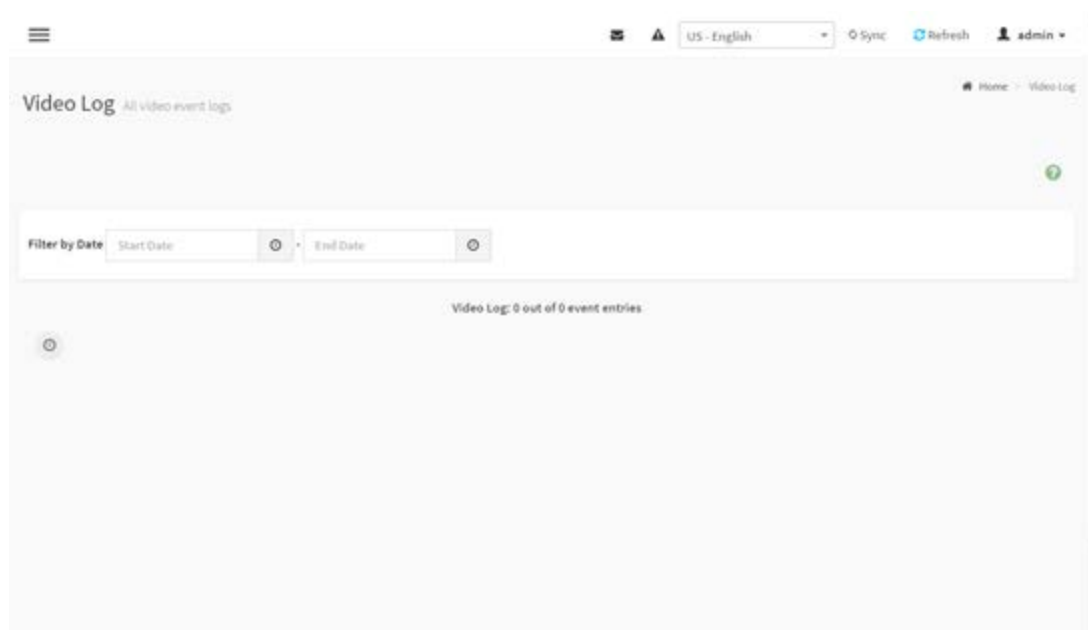 US - English
Sync
Refresh
admin
Video Log All video event logs
Home > Video Log
Filter by Date
Start Date
-
End Date
Video Log: 0 out of 0 event entries